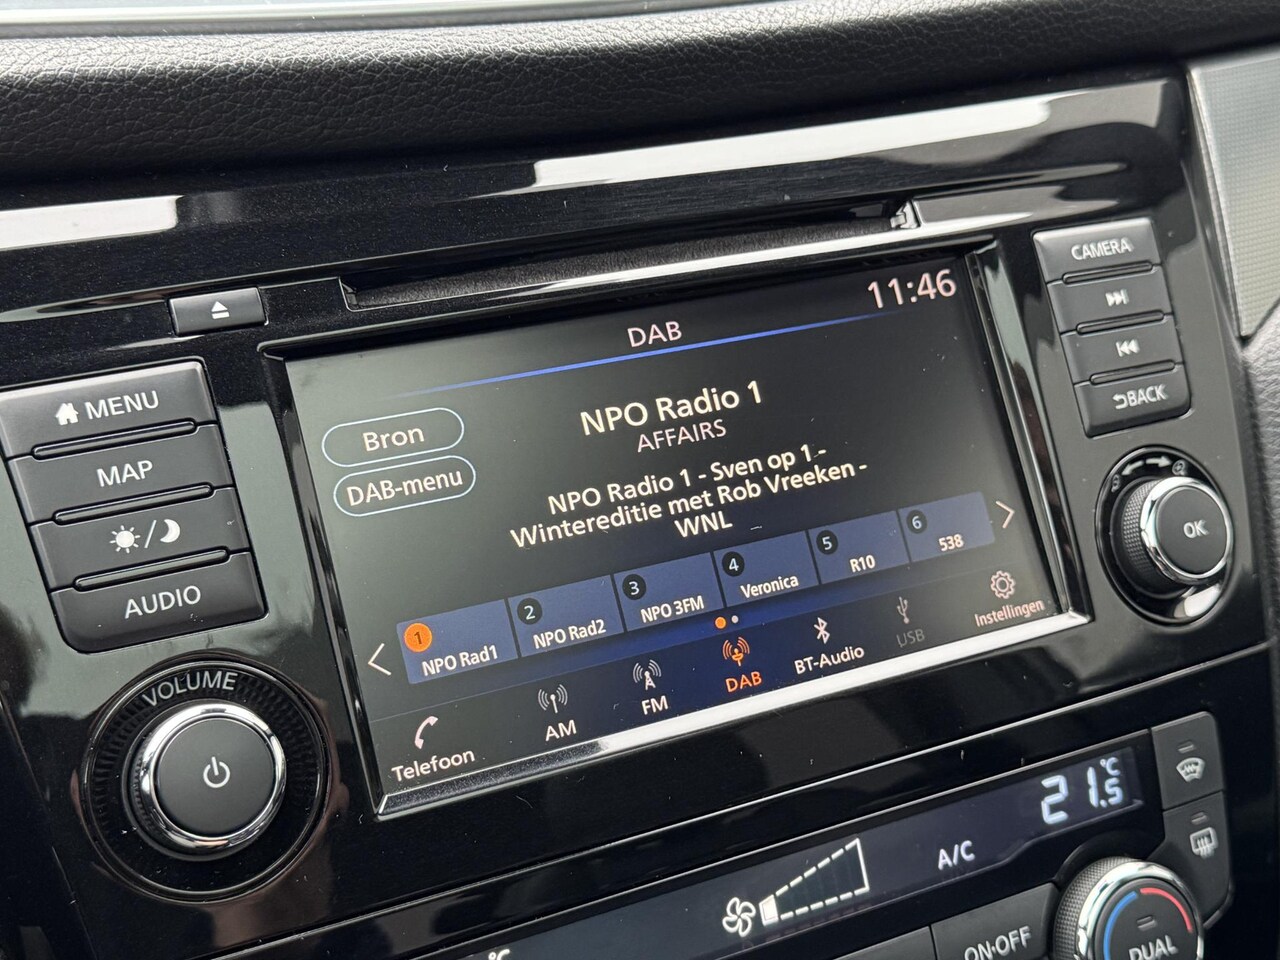 CAMERA
BACK
OK
MENU
MAP
AUDIO
VOLUME
11:46
DAB
Bron
DAB-menu
NPO Radio 1
AFFAIRS
NPO Radio 1 - Sven op 1 -
Wintereditie met Rob Vreeken -
WNL
1 NPO Rad1
2 NPO Rad2
3 NPO 3FM
4 Veronica
5 R10
6 538
Telefoon
AM
FM
DAB
BT-Audio
USB
Instellingen
21.5 °C
A/C
°C
ON·OFF
DUAL